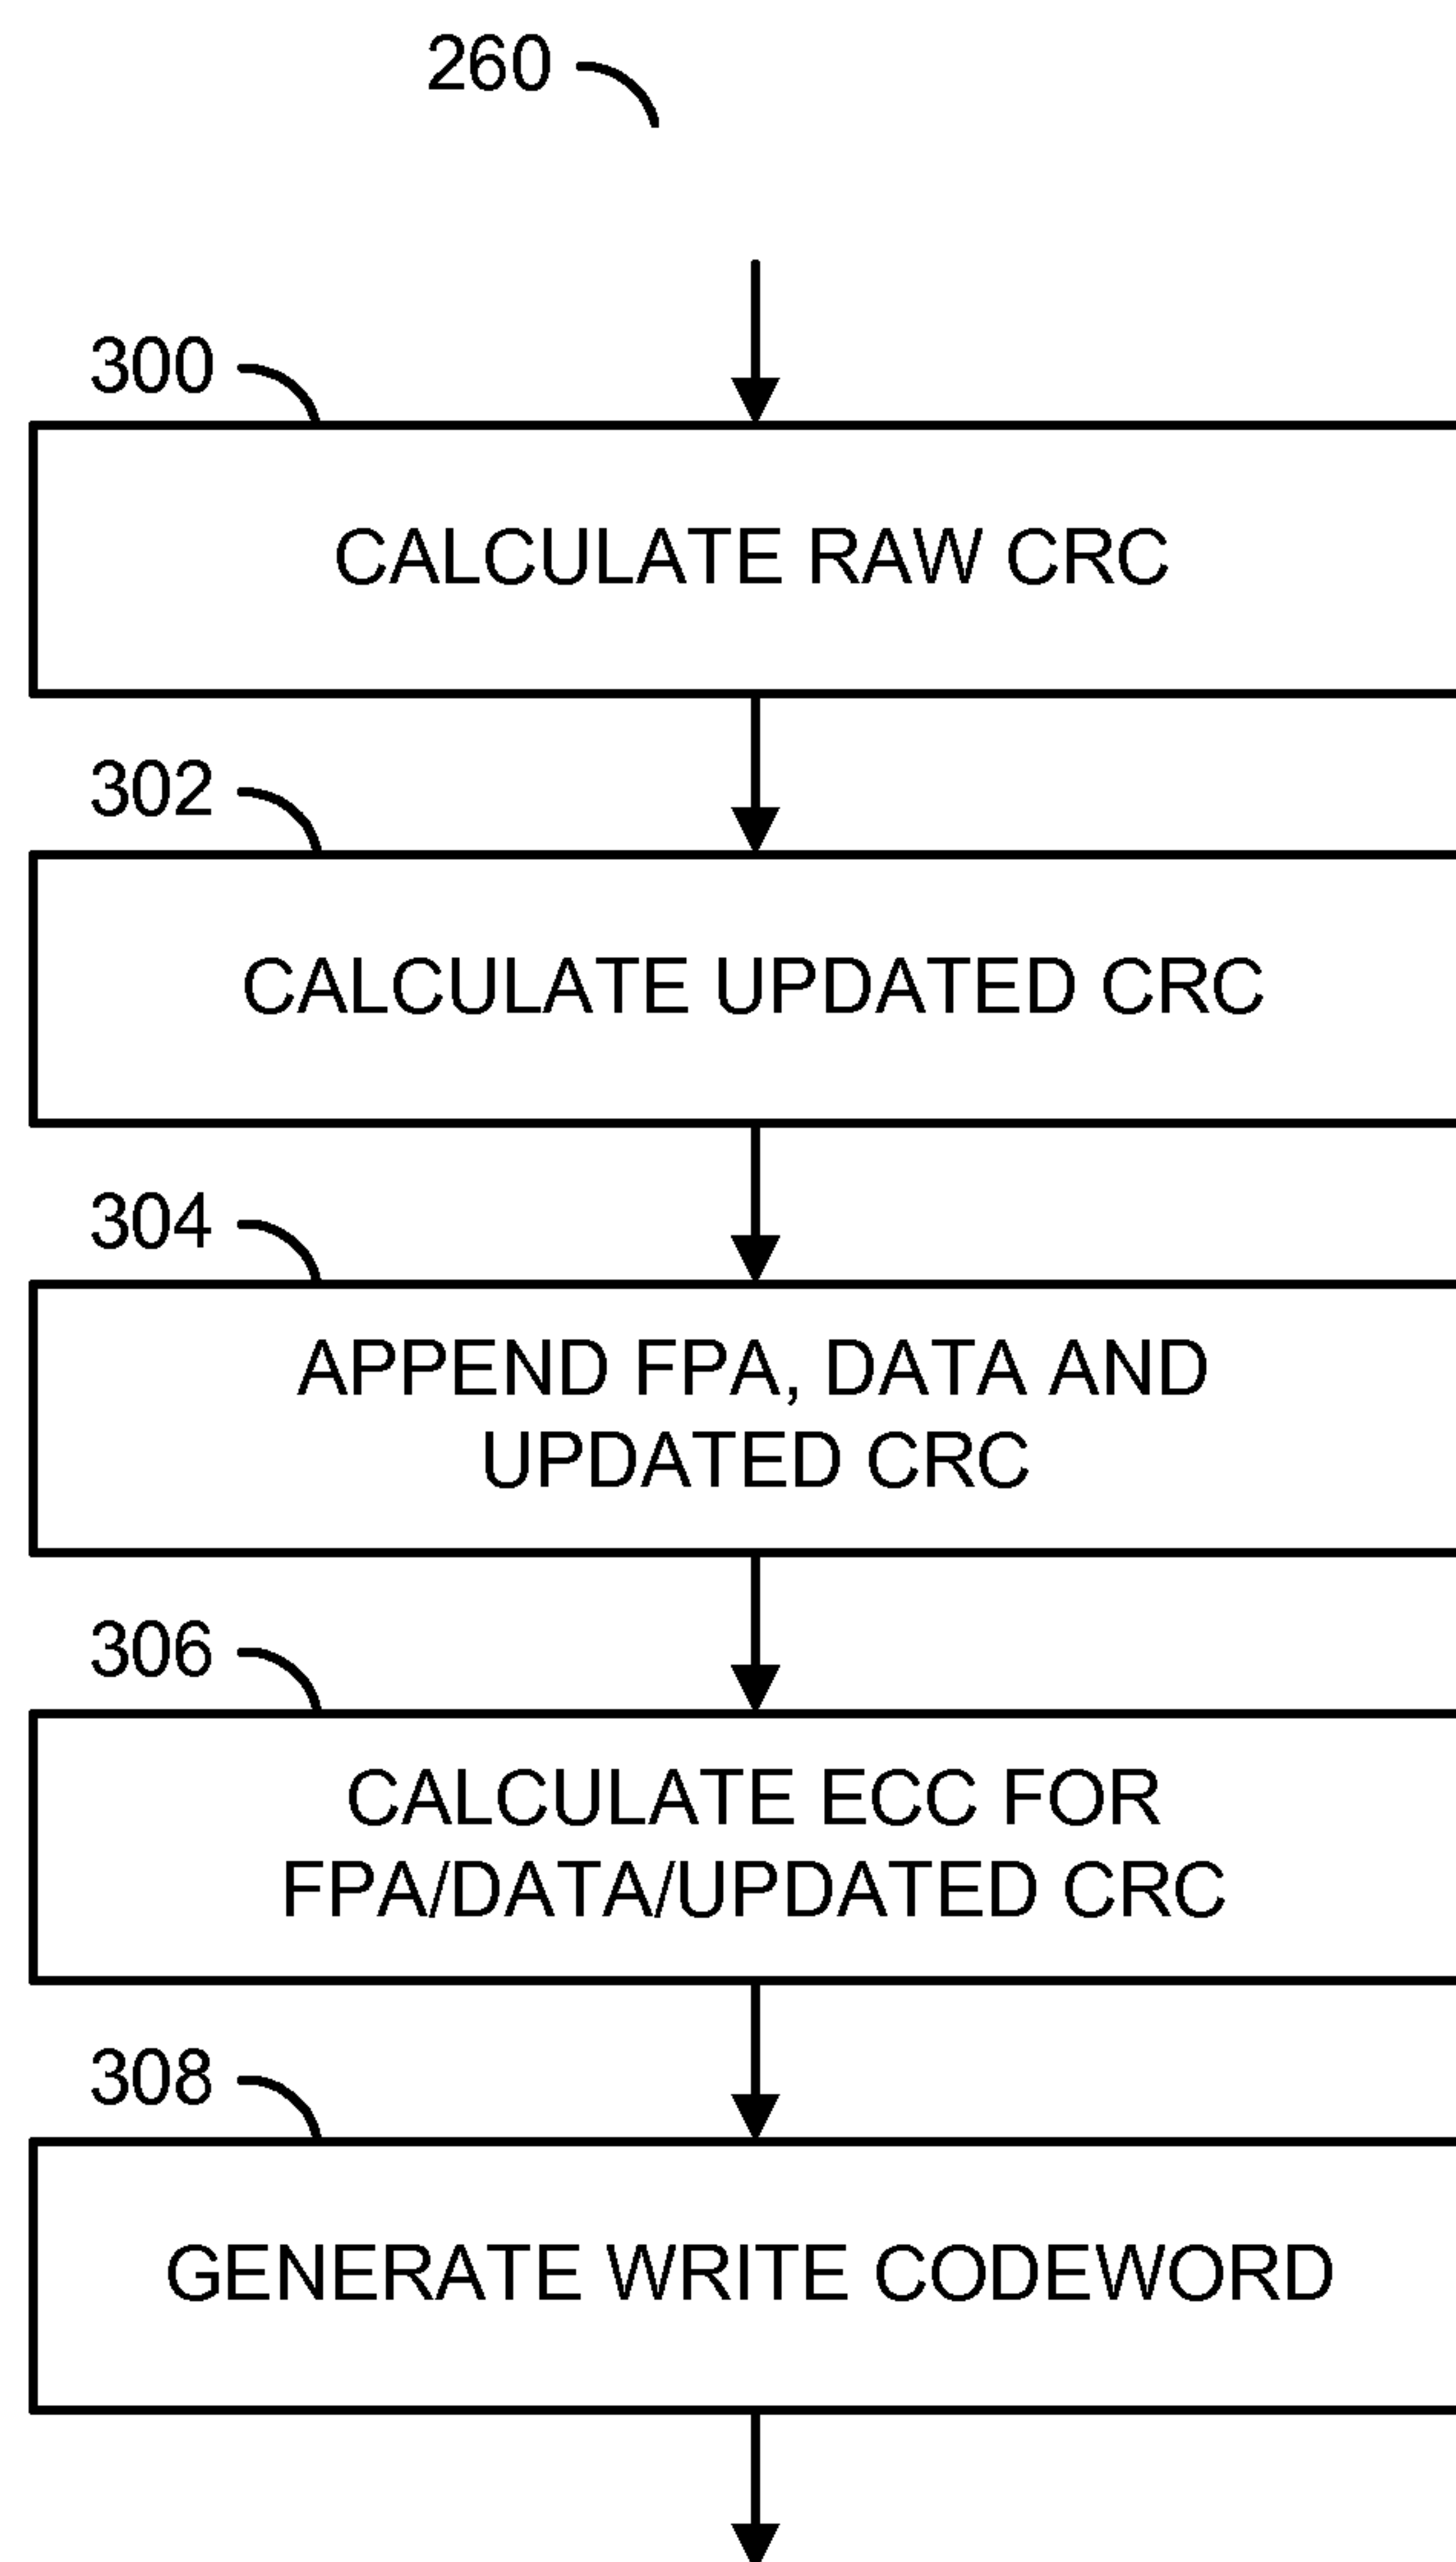 260
300
CALCULATE RAW CRC
302
CALCULATE UPDATED CRC
304
APPEND FPA, DATA AND
UPDATED CRC
306
CALCULATE ECC FOR
FPA/DATA/UPDATED CRC
308
GENERATE WRITE CODEWORD